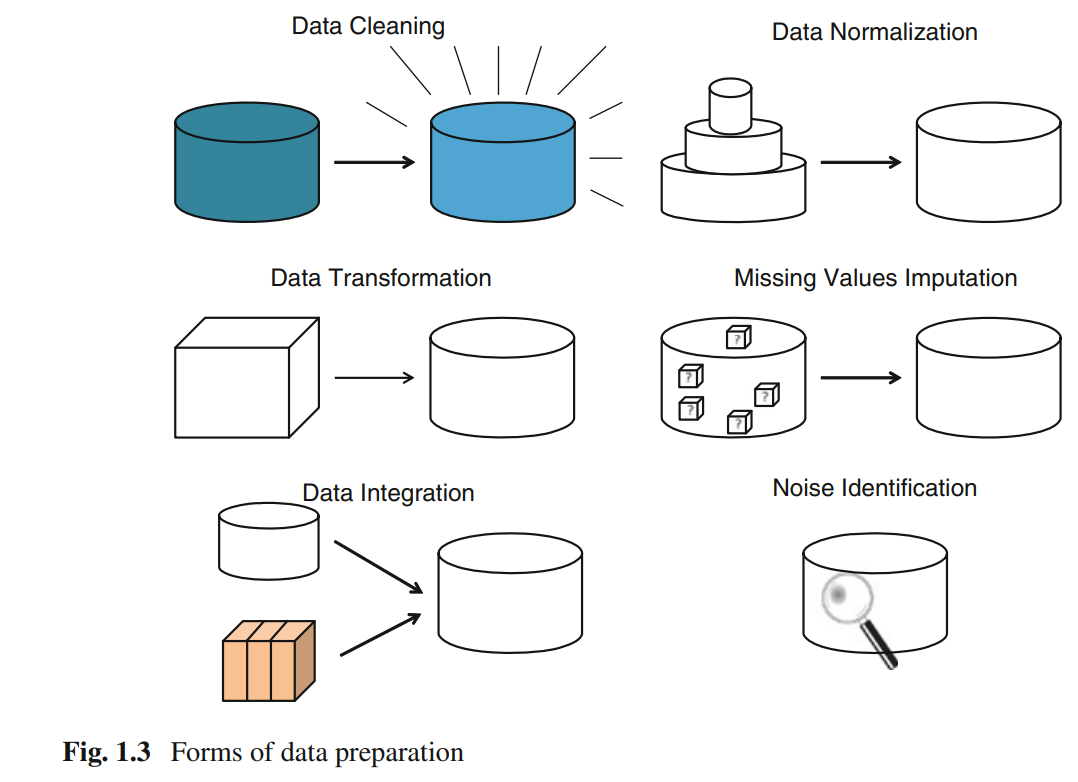 Data Cleaning
Data Normalization
Data Transformation
Missing Values Imputation
?
?
?
?
?
Data Integration
Noise Identification
Fig. 1.3 Forms of data preparation